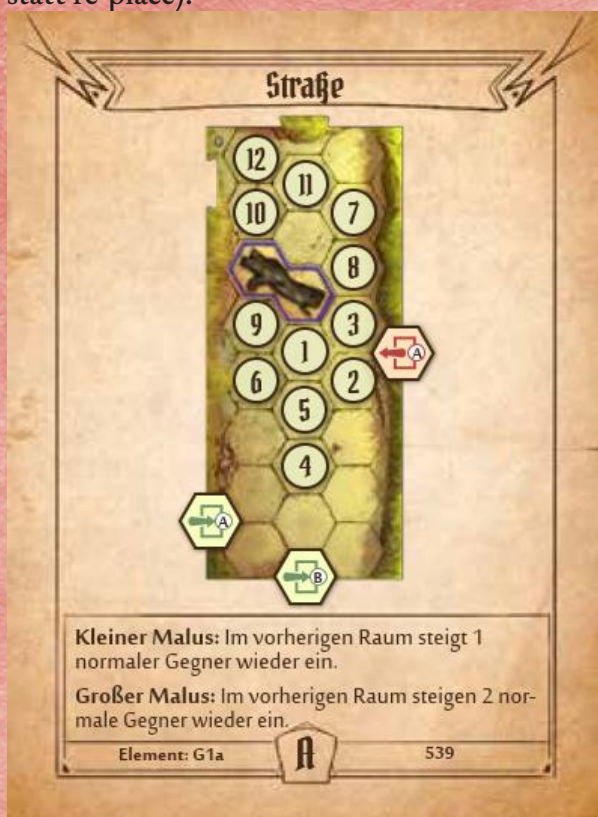 Straße
12
11
10
7
8
9
3
1
A
6
2
5
4
A
B
Kleiner Malus: Im vorherigen Raum steigt 1
normaler Gegner wieder ein.
Großer Malus: Im vorherigen Raum steigen 2 nor-
male Gegner wieder ein.
Element: G1a
A
539